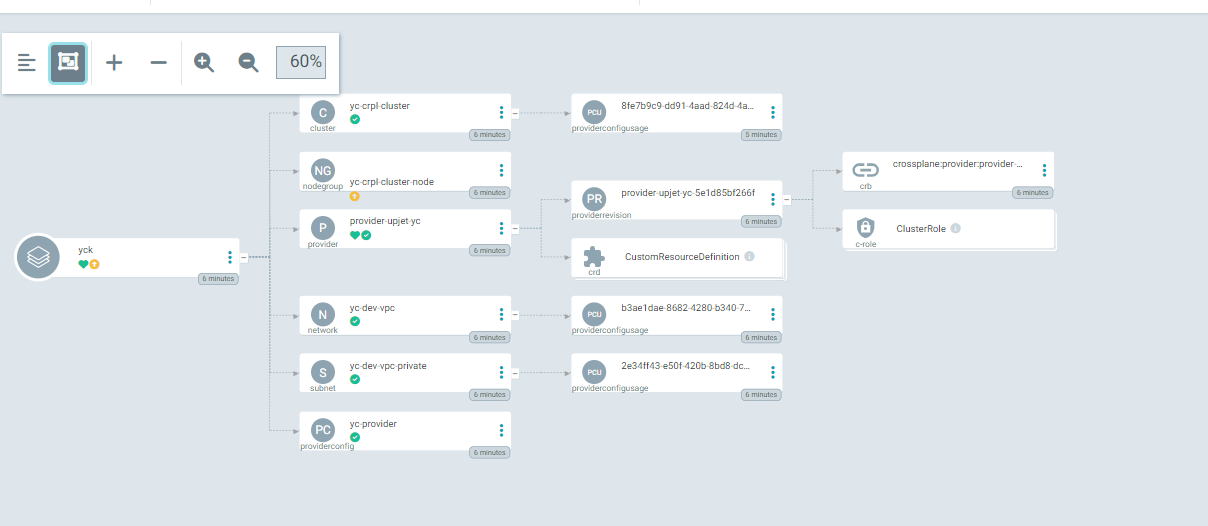 60%
yc-crpl-cluster
C
cluster
6 minutes
8fe7b9c9-dd91-4aad-824d-4a...
PCU
providerconfigusage
5 minutes
NG
yc-crpl-cluster-node
nodegroup
6 minutes
provider-upjet-yc-5e1d85bf266f
PR
providerrevision
6 minutes
crossplane:provider:provider-...
crb
6 minutes
provider-upjet-yc
P
provider
6 minutes
ClusterRole
c-role
yck
6 minutes
CustomResourceDefinition
crd
yc-dev-vpc
N
network
6 minutes
b3ae1dae-8682-4280-b340-7...
PCU
providerconfigusage
6 minutes
yc-dev-vpc-private
S
subnet
6 minutes
2e34ff43-e50f-420b-8bd8-dc...
PCU
providerconfigusage
6 minutes
yc-provider
PC
providerconfig
6 minutes